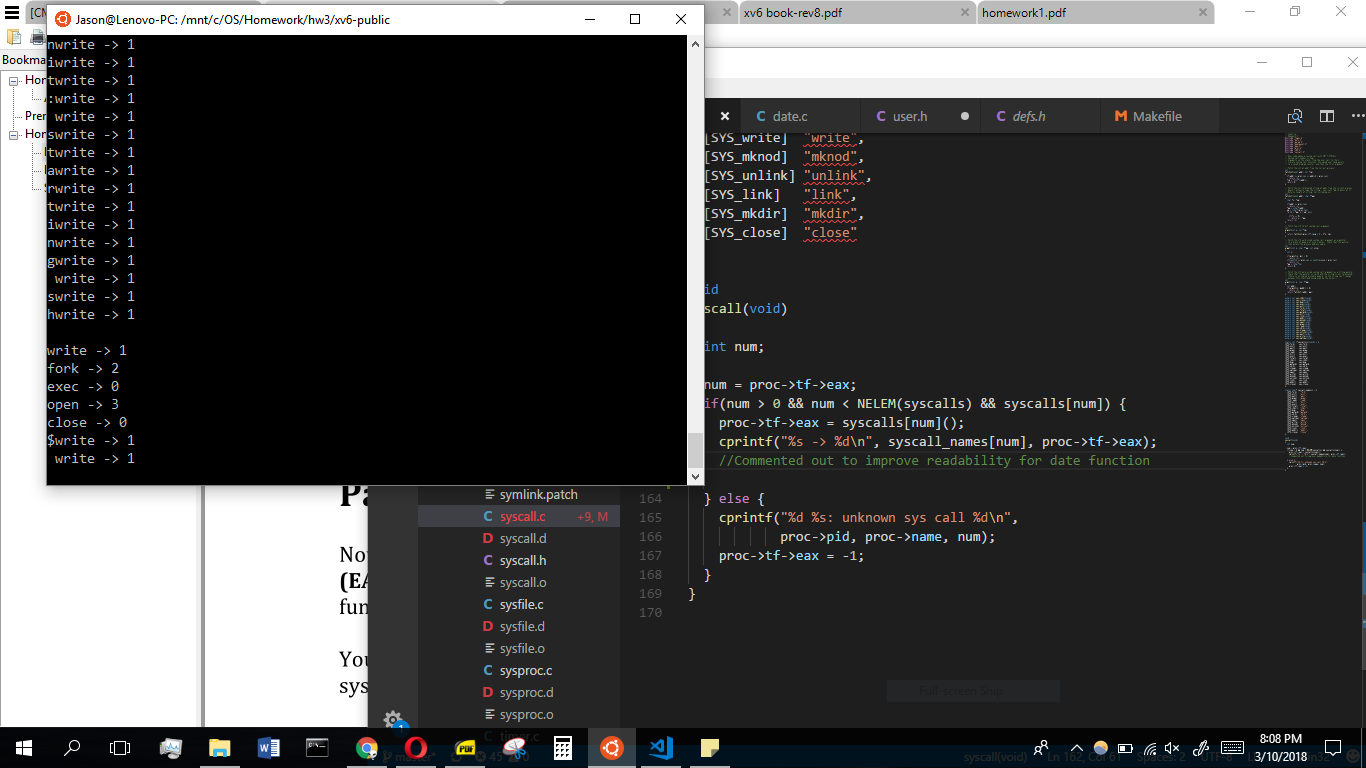 [CM
xv6 book-rev8.pdf
homework1.pdf
Jason@Lenovo-PC: /mnt/c/OS/Homework/hw3/xv6-public
Bookma
Hor
Prer
Hor
nwrite -> 1
iwrite -> 1
twrite -> 1
:write -> 1
write -> 1
swrite -> 1
twrite -> 1
awrite -> 1
rwrite -> 1
twrite -> 1
iwrite -> 1
nwrite -> 1
gwrite -> 1
write -> 1
swrite -> 1
hwrite -> 1
write -> 1
fork -> 2
exec -> 0
open -> 3
close -> 0
$write -> 1
write -> 1
date.c
user.h
defs.h
Makefile
[SYS_write] "write",
[SYS_mknod] "mknod",
[SYS_unlink] "unlink",
[SYS_link] "link",
[SYS_mkdir] "mkdir",
[SYS_close] "close"
id
scall(void)
int num;
num = proc->tf->eax;
if(num > 0 && num < NELEM(syscalls) && syscalls[num]) {
proc->tf->eax = syscalls[num]();
cprintf("%s -> %d\n", syscall_names[num], proc->tf->eax);
//Commented out to improve readability for date function
164 } else {
165 cprintf("%d %s: unknown sys call %d\n",
166 proc->pid, proc->name, num);
167 proc->tf->eax = -1;
168 }
169 }
170
symlink.patch
syscall.c +9, M
syscall.d
syscall.h
syscall.o
sysfile.c
sysfile.d
sysfile.o
sysproc.c
sysproc.d
sysproc.o
timer.c
Pa
Nov
(EA
fun
You
sys
Fullscreen Snip
master*
45
0
syscall(void) Ln 162, Col 61 Spaces: 2 UTF-8
8:08 PM
3/10/2018